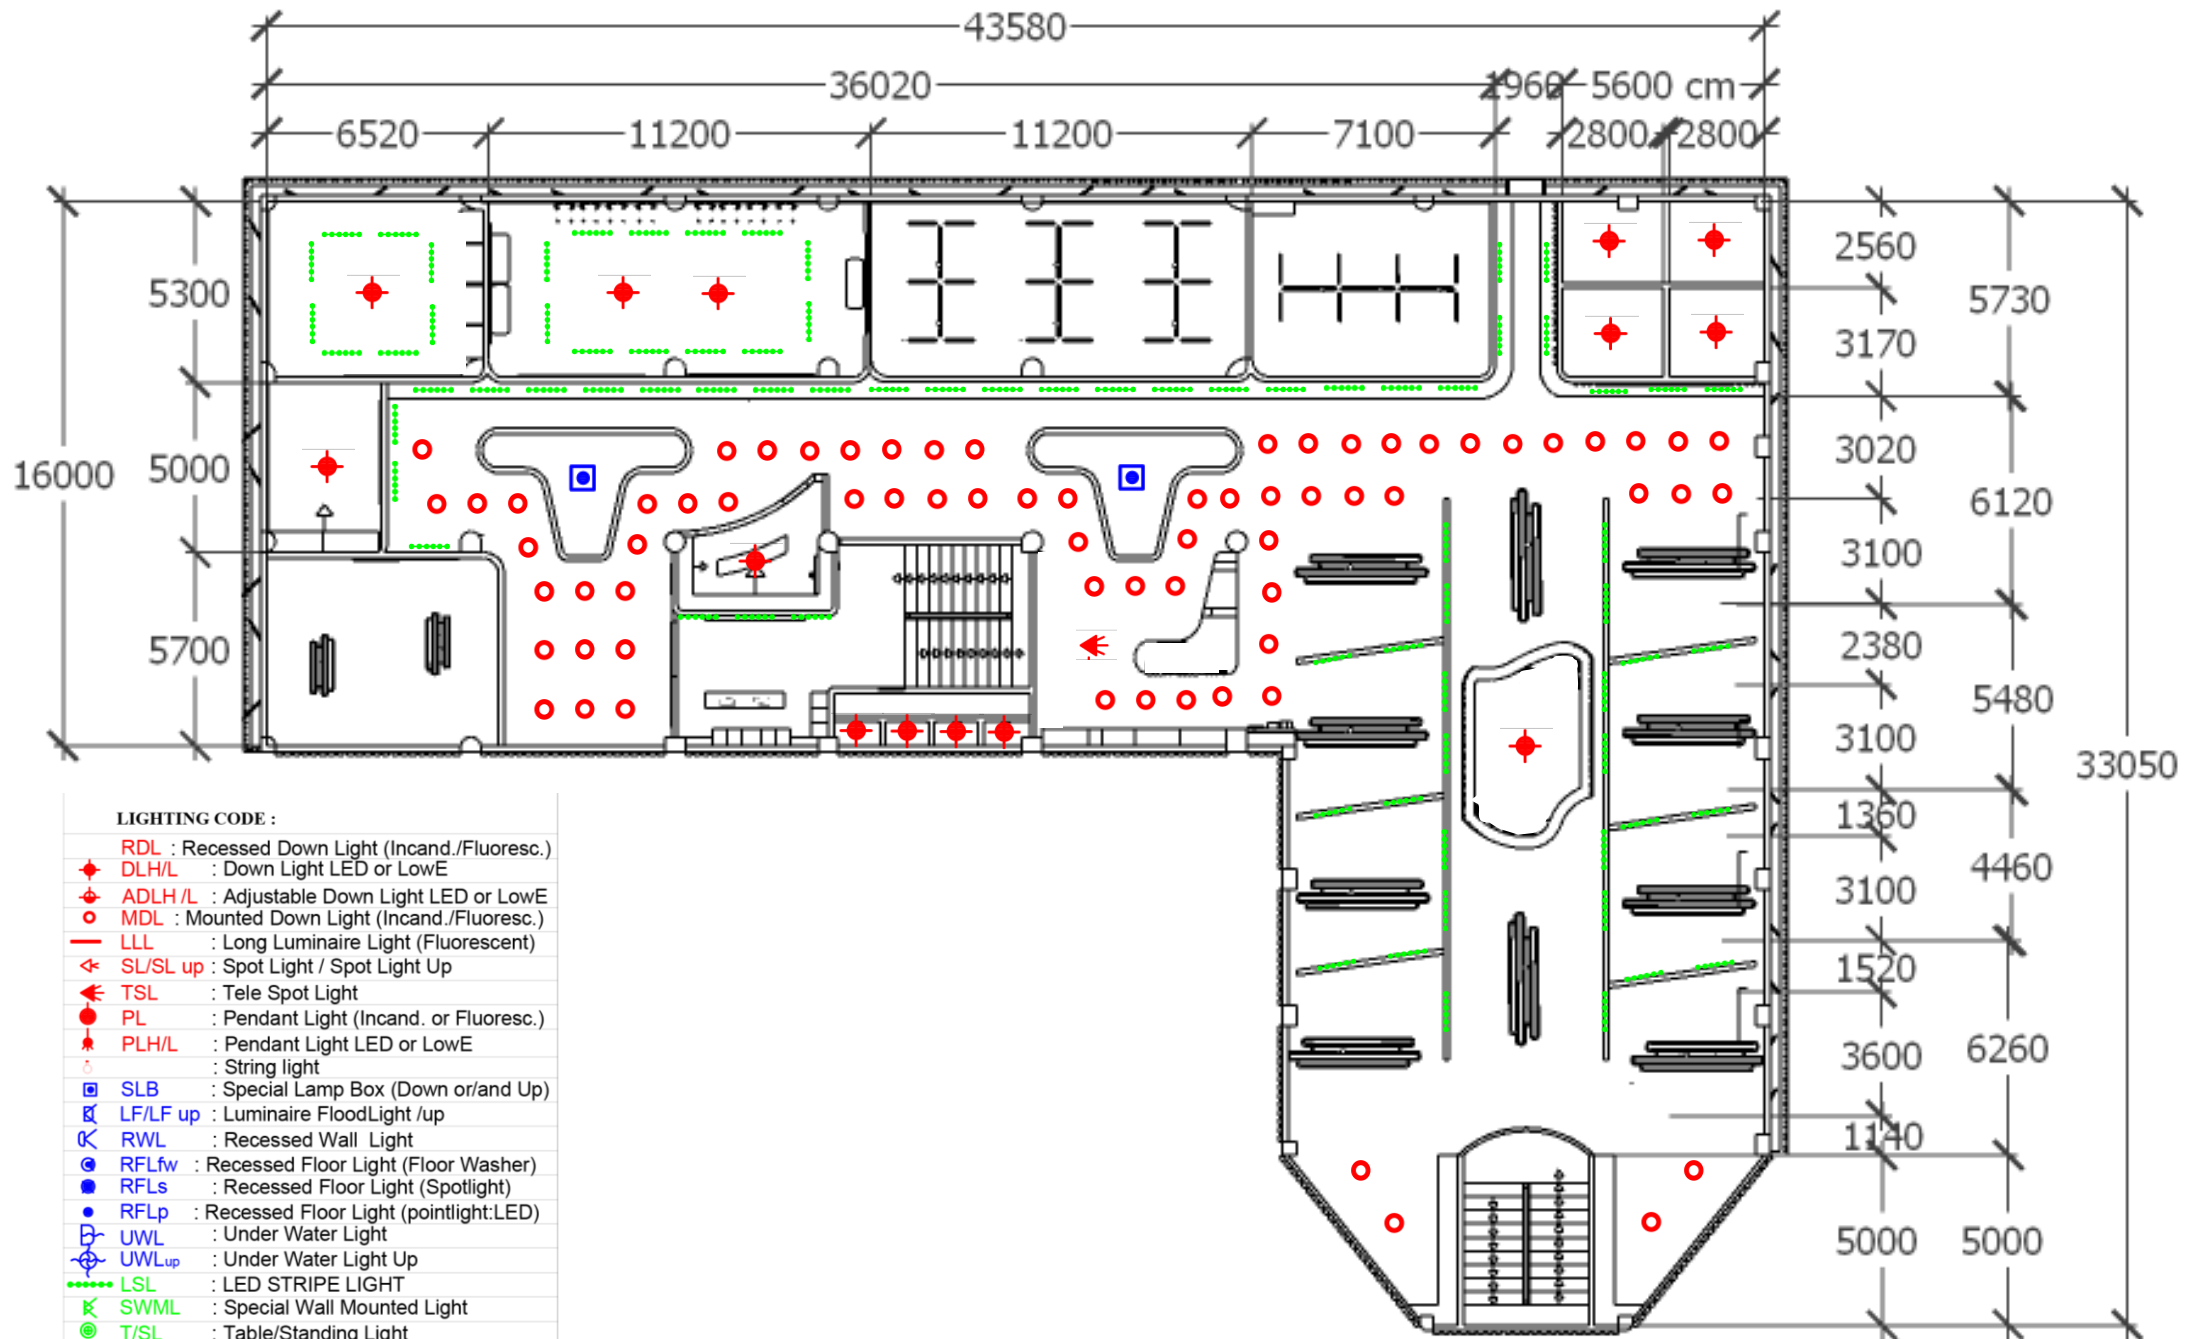 43580
36020 1960 5600 cm
6520 11200 11200 7100 2800 2800
16000
5300
5000
5700
2560
3170
3020
3100
2380
3100
1360
3100
1520
3600
1140
5000
5730
6120
5480
4460
6260
5000
33050
LIGHTING CODE :
RDL : Recessed Down Light (Incand./Fluoresc.)
DLH/L : Down Light LED or LowE
ADLH /L : Adjustable Down Light LED or LowE
MDL : Mounted Down Light (Incand./Fluoresc.)
LLL : Long Luminaire Light (Fluorescent)
SL/SL up : Spot Light / Spot Light Up
TSL : Tele Spot Light
PL : Pendant Light (Incand. or Fluoresc.)
PLH/L : Pendant Light LED or LowE
: String light
SLB : Special Lamp Box (Down or/and Up)
LF/LF up : Luminaire FloodLight /up
RWL : Recessed Wall Light
RFLfw : Recessed Floor Light (Floor Washer)
RFLs : Recessed Floor Light (Spotlight)
RFLp : Recessed Floor Light (pointlight:LED)
UWL : Under Water Light
UWLup : Under Water Light Up
LSL : LED STRIPE LIGHT
SWML : Special Wall Mounted Light
T/SL : Table/Standing Light